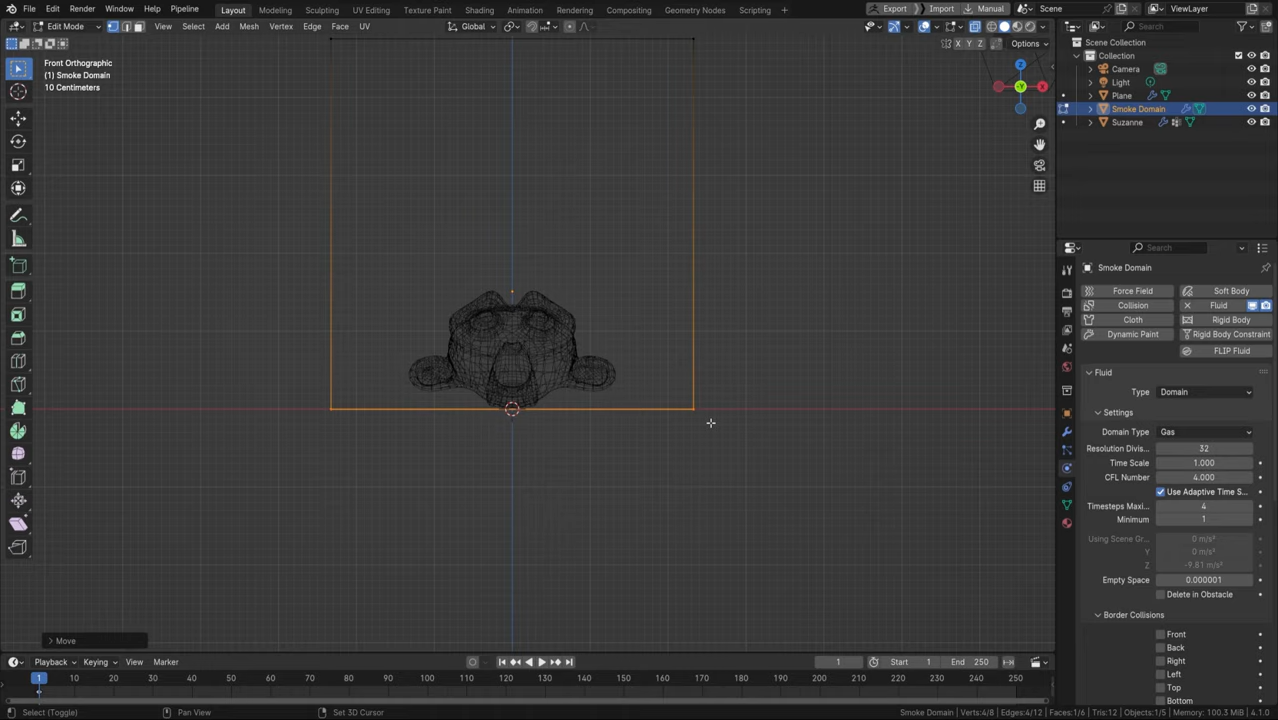 File Edit Render Window Help Pipeline
Layout Modeling Sculpting UV Editing Texture Paint Shading Animation Rendering Compositing Geometry Nodes Scripting +
Export Import Manual Scene ViewLayer
Edit Mode View Select Add Mesh Vertex Edge Face UV Global X Y Z Options
Front Orthographic
(1) Smoke Domain
10 Centimeters
Z
X
-Y
Move
Scene Collection
Collection
Camera
Light
Plane
Smoke Domain
Suzanne
Search
Smoke Domain
Force Field Soft Body
Collision Fluid
Cloth Rigid Body
Dynamic Paint Rigid Body Constraint
FLIP Fluid
Fluid
Type Domain
Settings
Domain Type Gas
Resolution Divis... 32
Time Scale 1.000
CFL Number 4.000
Use Adaptive Time S...
Timesteps Maxi... 4
Minimum 1
Using Scene Gr... 0 m/s²
Y 0 m/s²
Z -9.81 m/s²
Empty Space 0.000001
Delete in Obstacle
Border Collisions
Front
Back
Right
Left
Top
Bottom
Playback Keying View Marker 1 Start 1 End 250
1 10 20 30 40 50 60 70 80 90 100 110 120 130 140 150 160 170 180 190 200 210 220 230 240 250
Select (Toggle) Pan View Set 3D Cursor Smoke Domain | Verts:4/8 | Edges:4/12 | Faces:1/6 | Tris:12 | Objects:1/5 | Memory: 100.3 MiB | 4.1.0